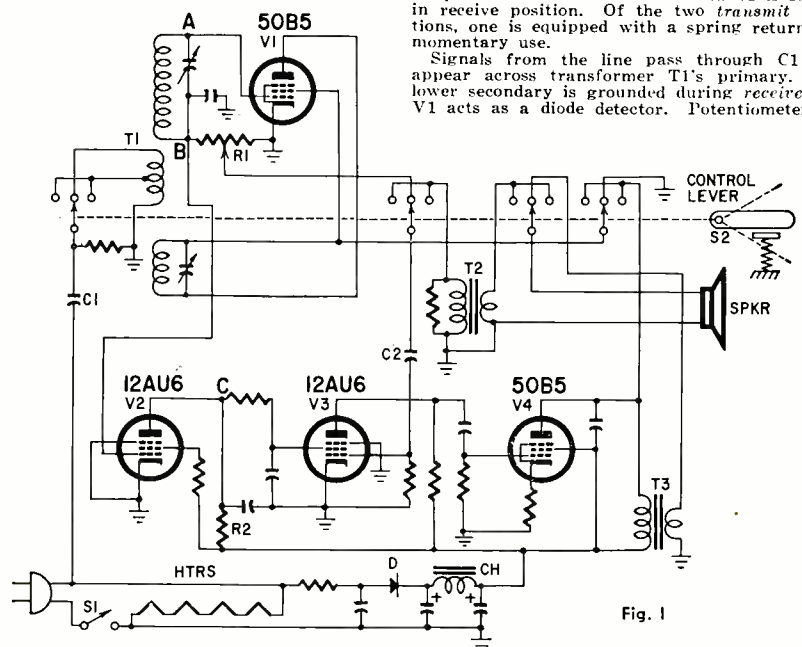 in receive position. Of the two transmit
tions, one is equipped with a spring return
momentary use.
Signals from the line pass through C1
appear across transformer T1's primary.
lower secondary is grounded during receive
V1 acts as a diode detector. Potentiometer
A
50B5
V1
T1
B
R1
CONTROL
LEVER
S2
C1
T2
SPKR
C2
12AU6
V2
C
12AU6
V3
50B5
V4
R2
T3
HTRS
D
CH
+
+
S1
Fig. 1